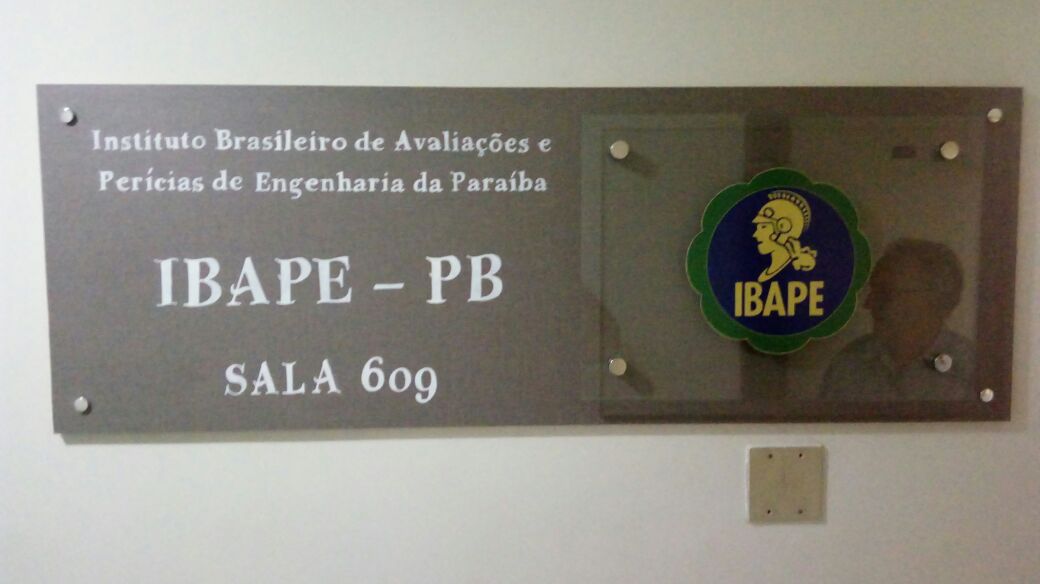 Instituto Brasileiro de Avaliações e
Perícias de Engenharia da Paraíba
IBAPE – PB
SALA 609
IBAPE